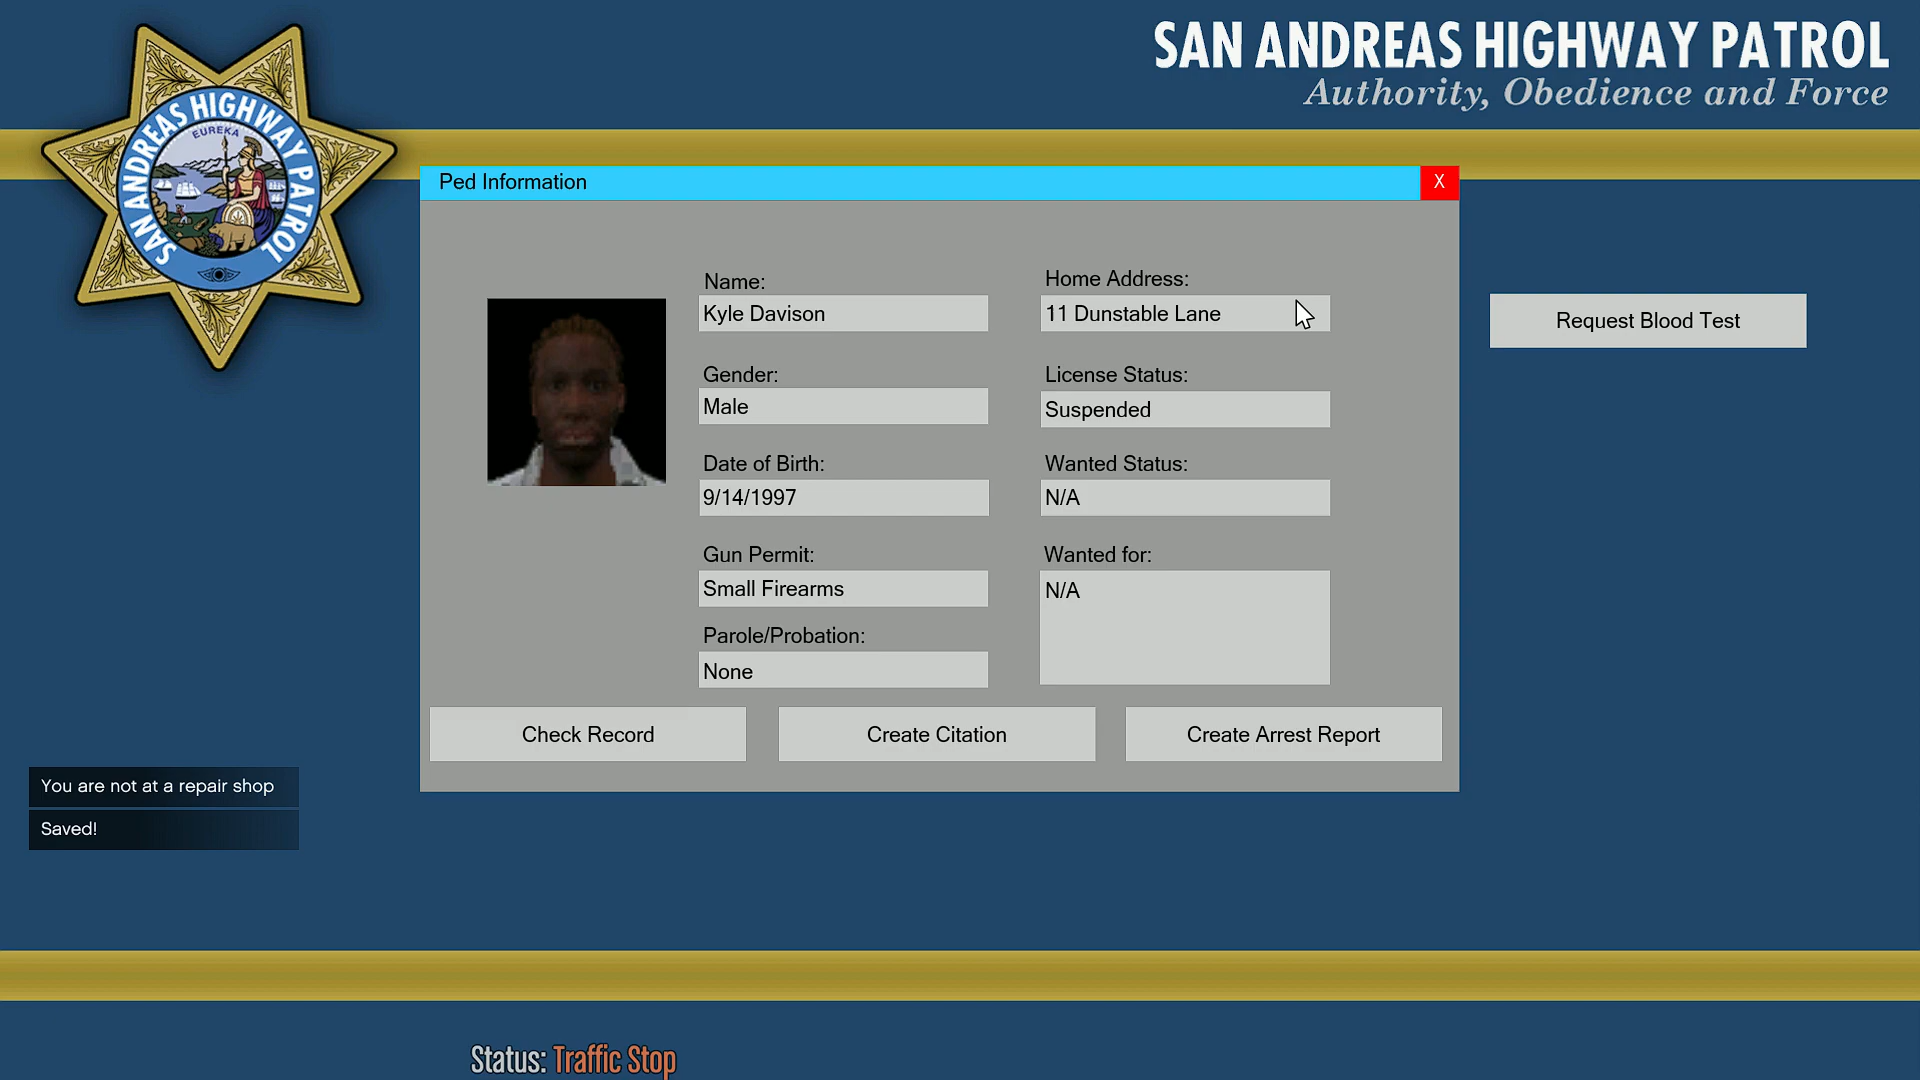 SAN ANDREAS HIGHWAY PATROL
Authority, Obedience and Force
SAN ANDREAS HIGHWAY PATROL
EUREKA
Ped Information
X
Name:
Kyle Davison
Home Address:
11 Dunstable Lane
Request Blood Test
Gender:
Male
License Status:
Suspended
Date of Birth:
9/14/1997
Wanted Status:
N/A
Gun Permit:
Small Firearms
Wanted for:
N/A
Parole/Probation:
None
Check Record
Create Citation
Create Arrest Report
You are not at a repair shop
Saved!
Status: Traffic Stop